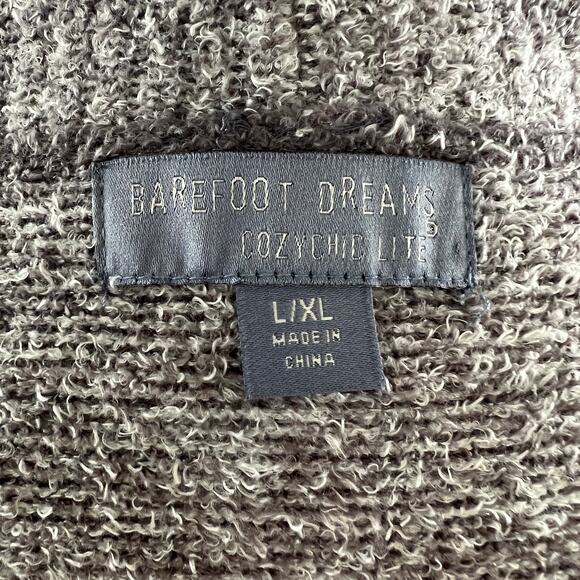 BAREFOOT DREAMS®
COZYCHIC LITE
L/XL
MADE IN
CHINA